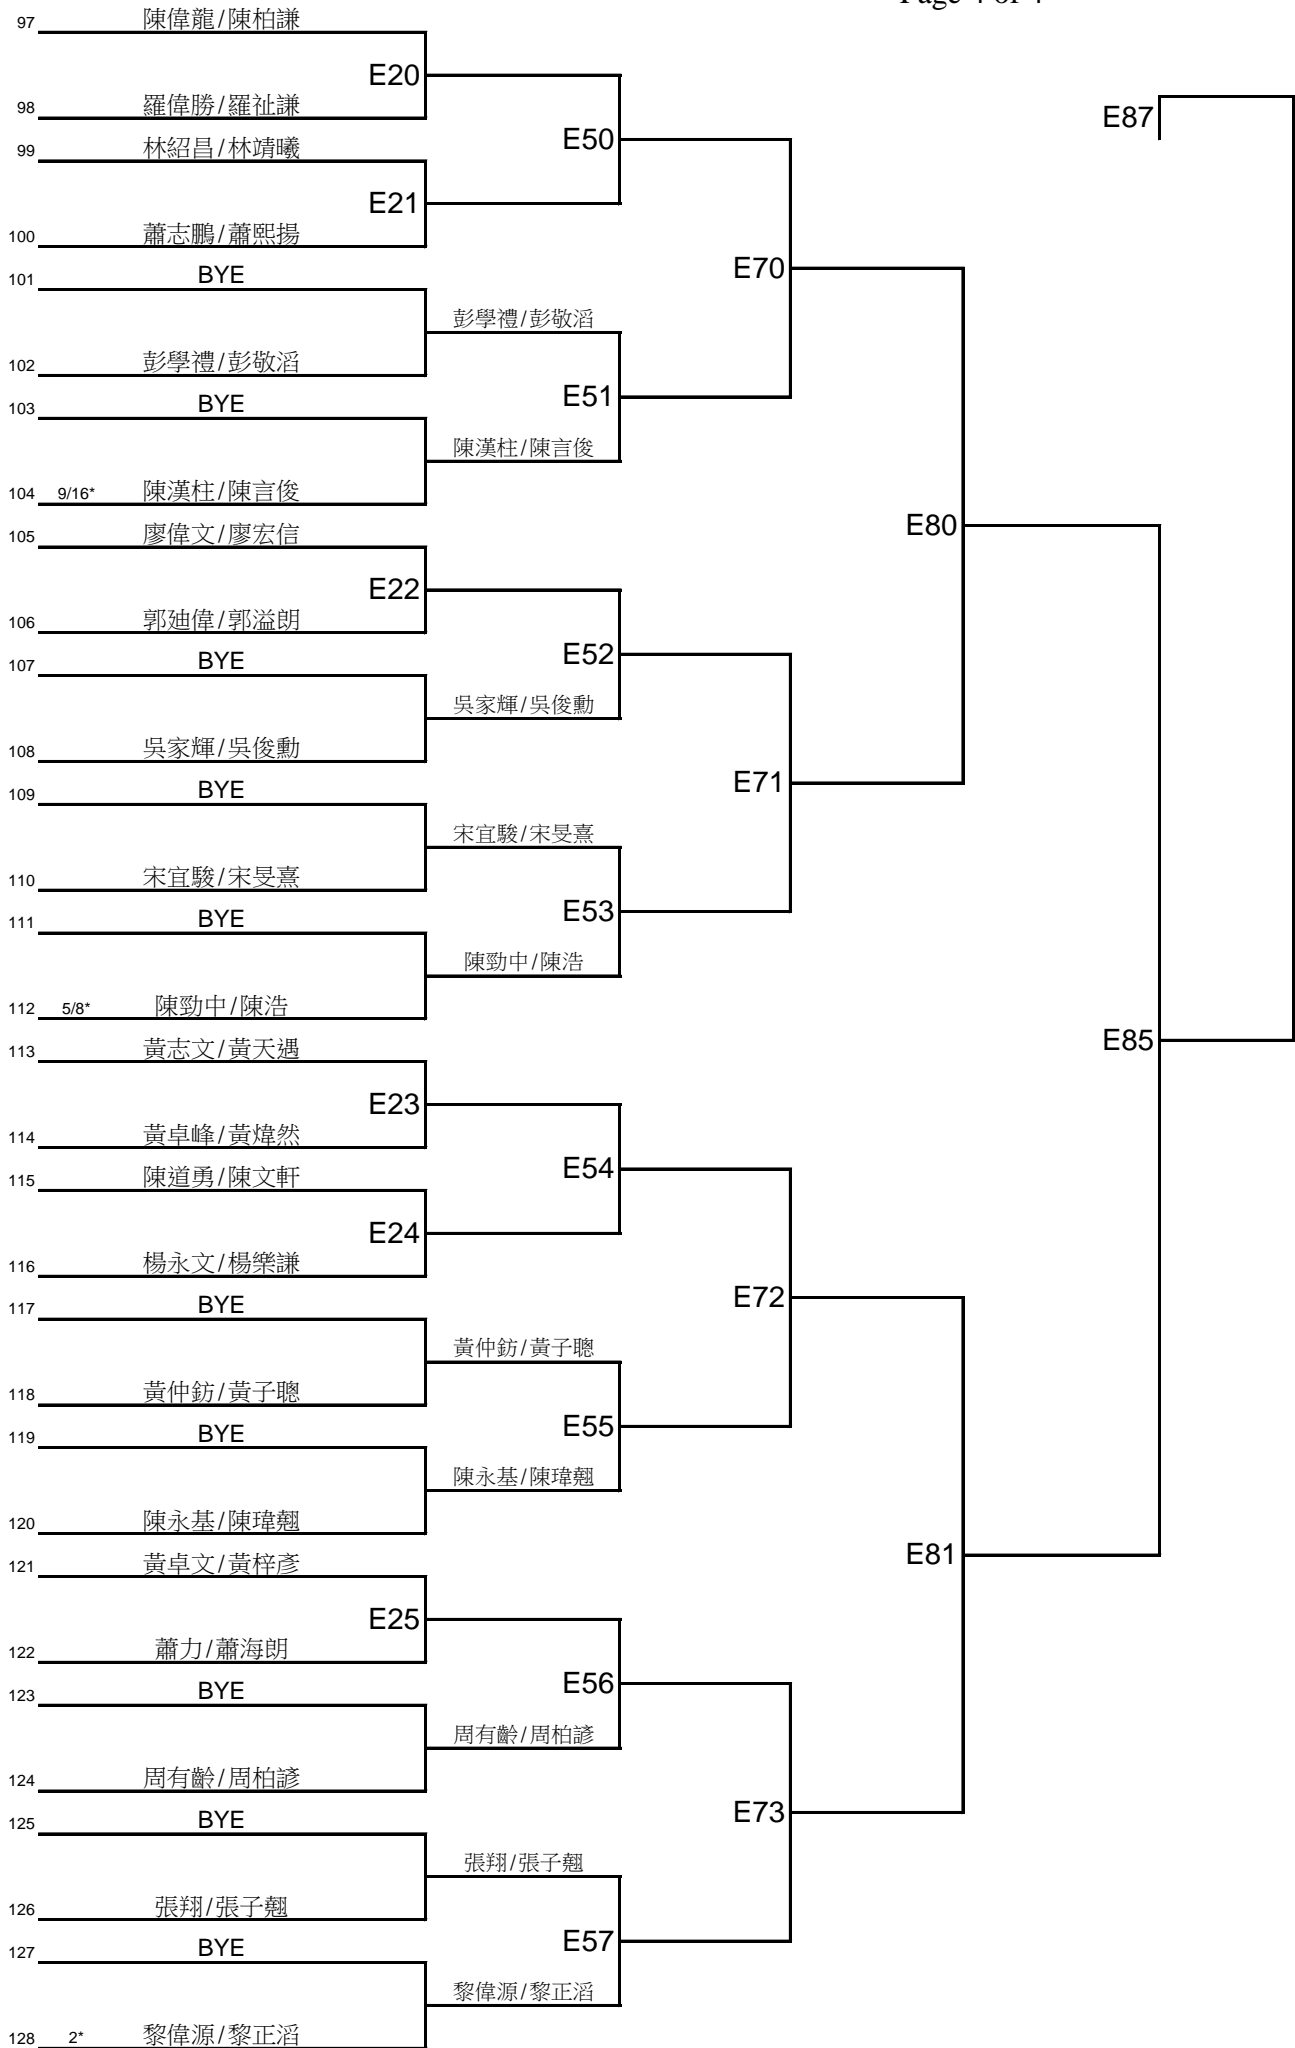 Page 4 of 4
97 陳偉龍/陳柏謙
E20
98 羅偉勝/羅祉謙
E87
E50
99 林紹昌/林靖曦
E21
100 蕭志鵬/蕭熙揚
E70
101 BYE
彭學禮/彭敬滔
102 彭學禮/彭敬滔
E51
103 BYE
陳漢柱/陳言俊
104 9/16* 陳漢柱/陳言俊
E80
105 廖偉文/廖宏信
E22
106 郭廸偉/郭溢朗
E52
107 BYE
吳家輝/吳俊勳
108 吳家輝/吳俊勳
E71
109 BYE
宋宜駿/宋旻熹
110 宋宜駿/宋旻熹
E53
111 BYE
陳勁中/陳浩
112 5/8* 陳勁中/陳浩
E85
113 黃志文/黃天遇
E23
114 黃卓峰/黃煒然
E54
115 陳道勇/陳文軒
E24
116 楊永文/楊樂謙
E72
117 BYE
黃仲鈁/黃子聰
118 黃仲鈁/黃子聰
E55
119 BYE
陳永基/陳瑋翹
120 陳永基/陳瑋翹
E81
121 黃卓文/黃梓彥
E25
122 蕭力/蕭海朗
E56
123 BYE
周有齡/周柏諺
124 周有齡/周柏諺
E73
125 BYE
張翔/張子翹
126 張翔/張子翹
E57
127 BYE
黎偉源/黎正滔
128 2* 黎偉源/黎正滔